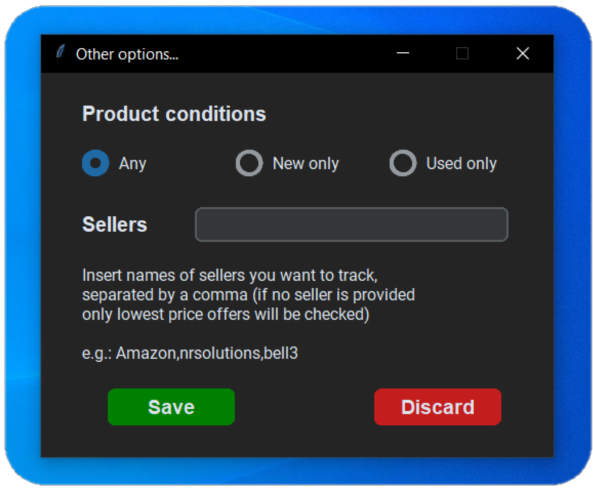 Other options...
Product conditions
Any New only Used only
Sellers
Insert names of sellers you want to track,
separated by a comma (if no seller is provided
only lowest price offers will be checked)
e.g.: Amazon,nrsolutions,bell3
Save Discard